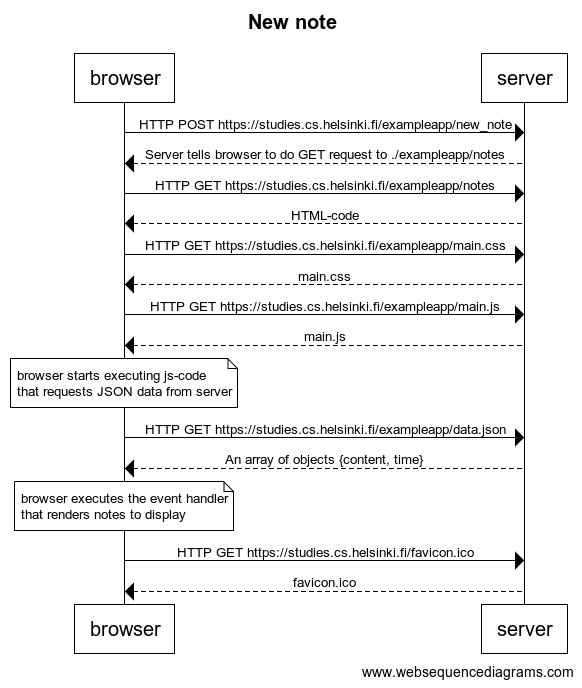 New note
browser
server
HTTP POST https://studies.cs.helsinki.fi/exampleapp/new_note
Server tells browser to do GET request to ./exampleapp/notes
HTTP GET https://studies.cs.helsinki.fi/exampleapp/notes
HTML-code
HTTP GET https://studies.cs.helsinki.fi/exampleapp/main.css
main.css
HTTP GET https://studies.cs.helsinki.fi/exampleapp/main.js
main.js
browser starts executing js-code
that requests JSON data from server
HTTP GET https://studies.cs.helsinki.fi/exampleapp/data.json
An array of objects {content, time}
browser executes the event handler
that renders notes to display
HTTP GET https://studies.cs.helsinki.fi/favicon.ico
favicon.ico
browser
server
www.websequencediagrams.com